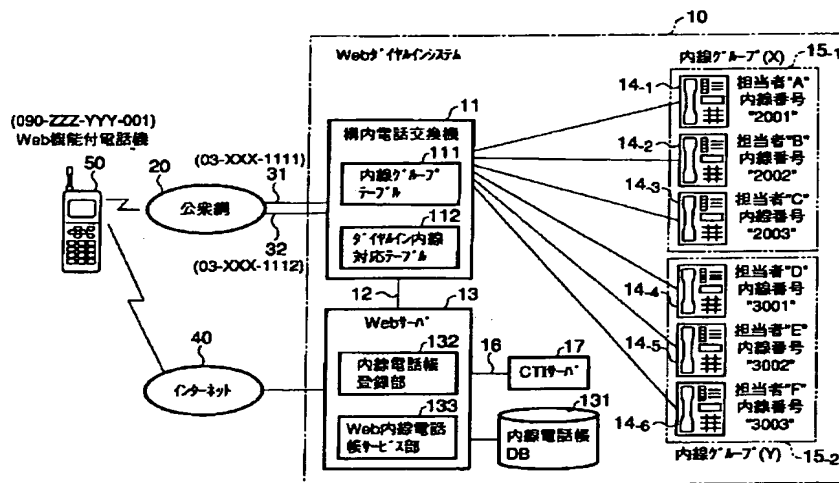 10
Webﾀﾞｲﾔﾙｲﾝｼｽﾃﾑ
内線ｸﾞﾙｰﾌﾟ(X)
15-1
(090-ZZZ-YYY-001)
Web機能付電話機
50
20
公衆網
(03-XXX-1111)
31
32
(03-XXX-1112)
11
構内電話交換機
111
内線ｸﾞﾙｰﾌﾟ
ﾃｰﾌﾞﾙ
112
ﾀﾞｲﾔﾙｲﾝ内線
対応ﾃｰﾌﾞﾙ
14-1
担当者"A"
内線番号
"2001"
14-2
担当者"B"
内線番号
"2002"
14-3
担当者"C"
内線番号
"2003"
14-4
担当者"D"
内線番号
"3001"
14-5
担当者"E"
内線番号
"3002"
14-6
担当者"F"
内線番号
"3003"
内線ｸﾞﾙｰﾌﾟ(Y)
15-2
12
13
Webｻｰﾊﾞ
132
内線電話帳
登録部
133
Web内線電話
帳ｻｰﾋﾞｽ部
16
17
CTIｻｰﾊﾞ
131
内線電話帳
DB
40
ｲﾝﾀｰﾈｯﾄ